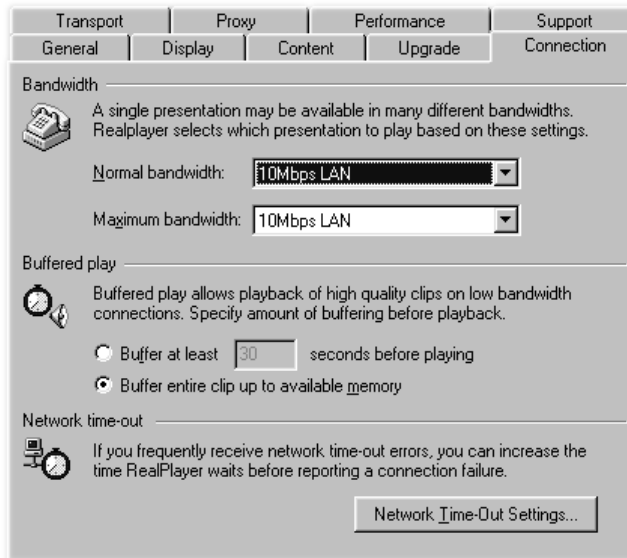 Transport Proxy Performance Support
General Display Content Upgrade Connection
Bandwidth
A single presentation may be available in many different bandwidths.
Realplayer selects which presentation to play based on these settings.
Normal bandwidth: 10Mbps LAN
Maximum bandwidth: 10Mbps LAN
Buffered play
Buffered play allows playback of high quality clips on low bandwidth
connections. Specify amount of buffering before playback.
Buffer at least 30 seconds before playing
Buffer entire clip up to available memory
Network time-out
If you frequently receive network time-out errors, you can increase the
time RealPlayer waits before reporting a connection failure.
Network Time-Out Settings...